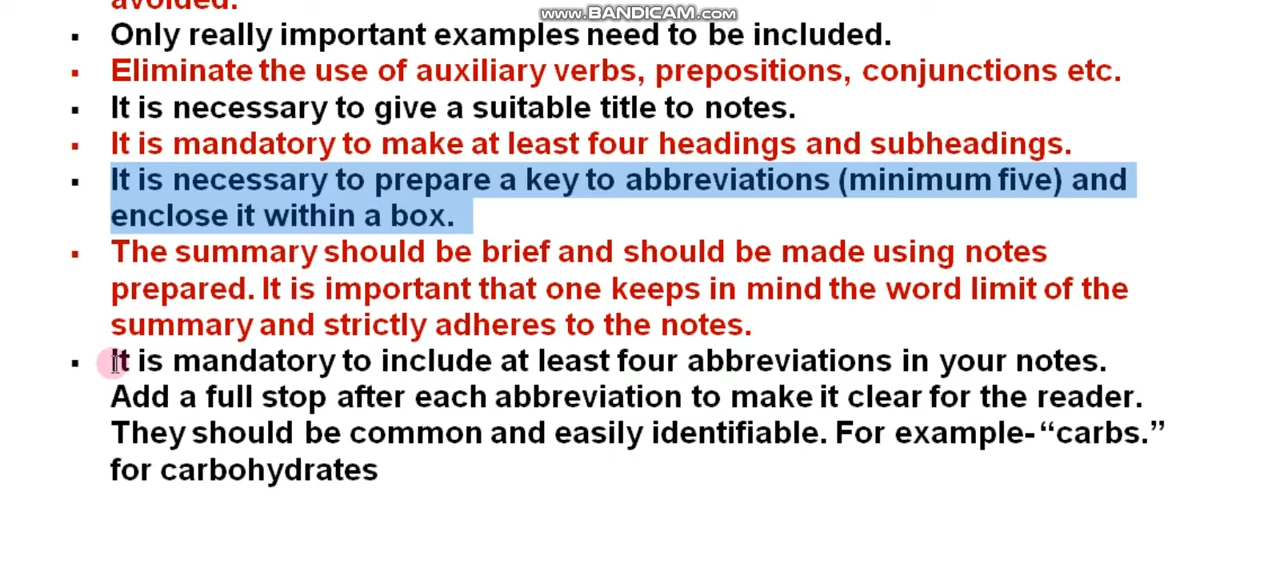 avoided.
www.BANDICAM.com
▪ Only really important examples need to be included.
▪ Eliminate the use of auxiliary verbs, prepositions, conjunctions etc.
▪ It is necessary to give a suitable title to notes.
▪ It is mandatory to make at least four headings and subheadings.
▪ It is necessary to prepare a key to abbreviations (minimum five) and
enclose it within a box.
▪ The summary should be brief and should be made using notes
prepared. It is important that one keeps in mind the word limit of the
summary and strictly adheres to the notes.
▪ It is mandatory to include at least four abbreviations in your notes.
Add a full stop after each abbreviation to make it clear for the reader.
They should be common and easily identifiable. For example- “carbs.”
for carbohydrates